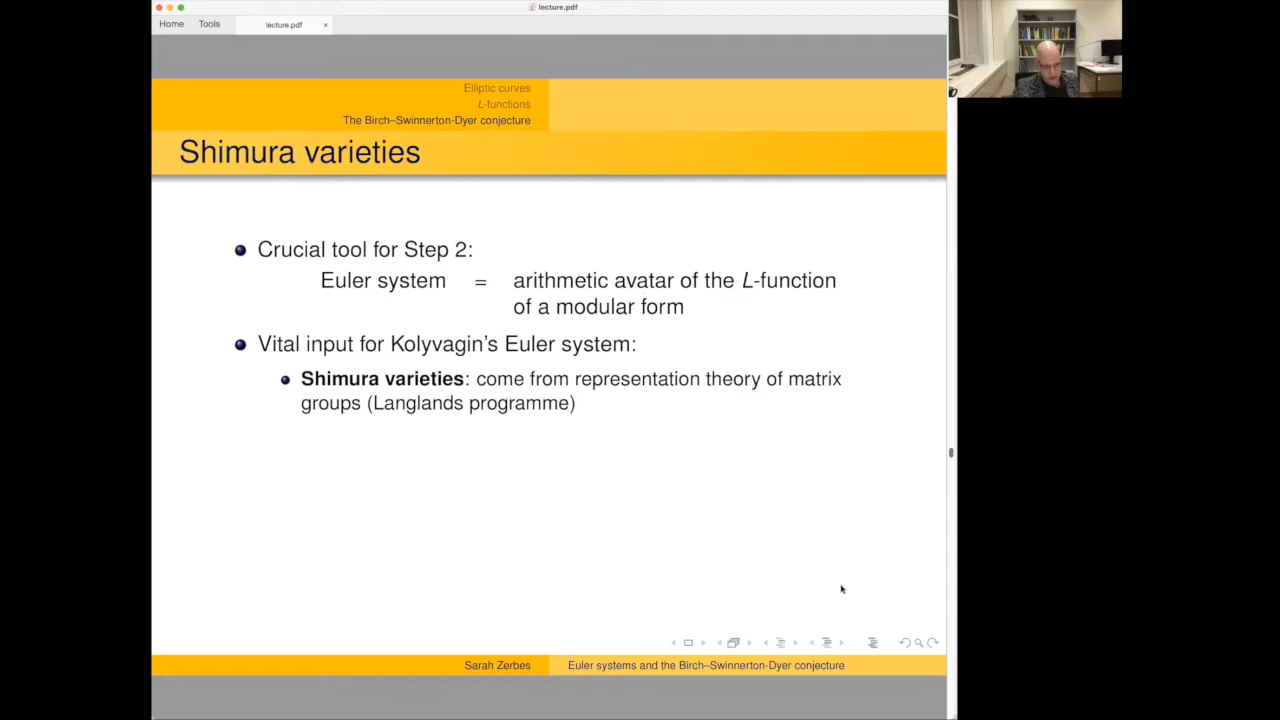 lecture.pdf
Home Tools lecture.pdf ×
Elliptic curves
L-functions
The Birch–Swinnerton-Dyer conjecture
Shimura varieties
Crucial tool for Step 2:
Euler system = arithmetic avatar of the L-function
of a modular form
Vital input for Kolyvagin's Euler system:
Shimura varieties: come from representation theory of matrix
groups (Langlands programme)
Sarah Zerbes Euler systems and the Birch–Swinnerton-Dyer conjecture